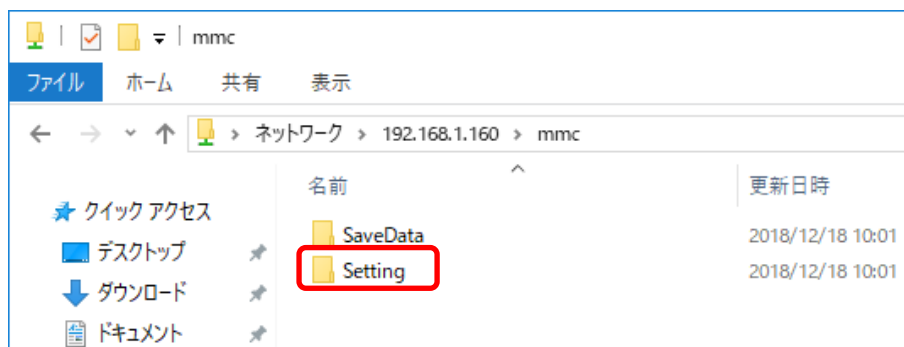 mmc
ファイル ホーム 共有 表示
ネットワーク > 192.168.1.160 > mmc
名前 更新日時
クイック アクセス
SaveData 2018/12/18 10:01
デスクトップ
Setting 2018/12/18 10:01
ダウンロード
ドキュメント